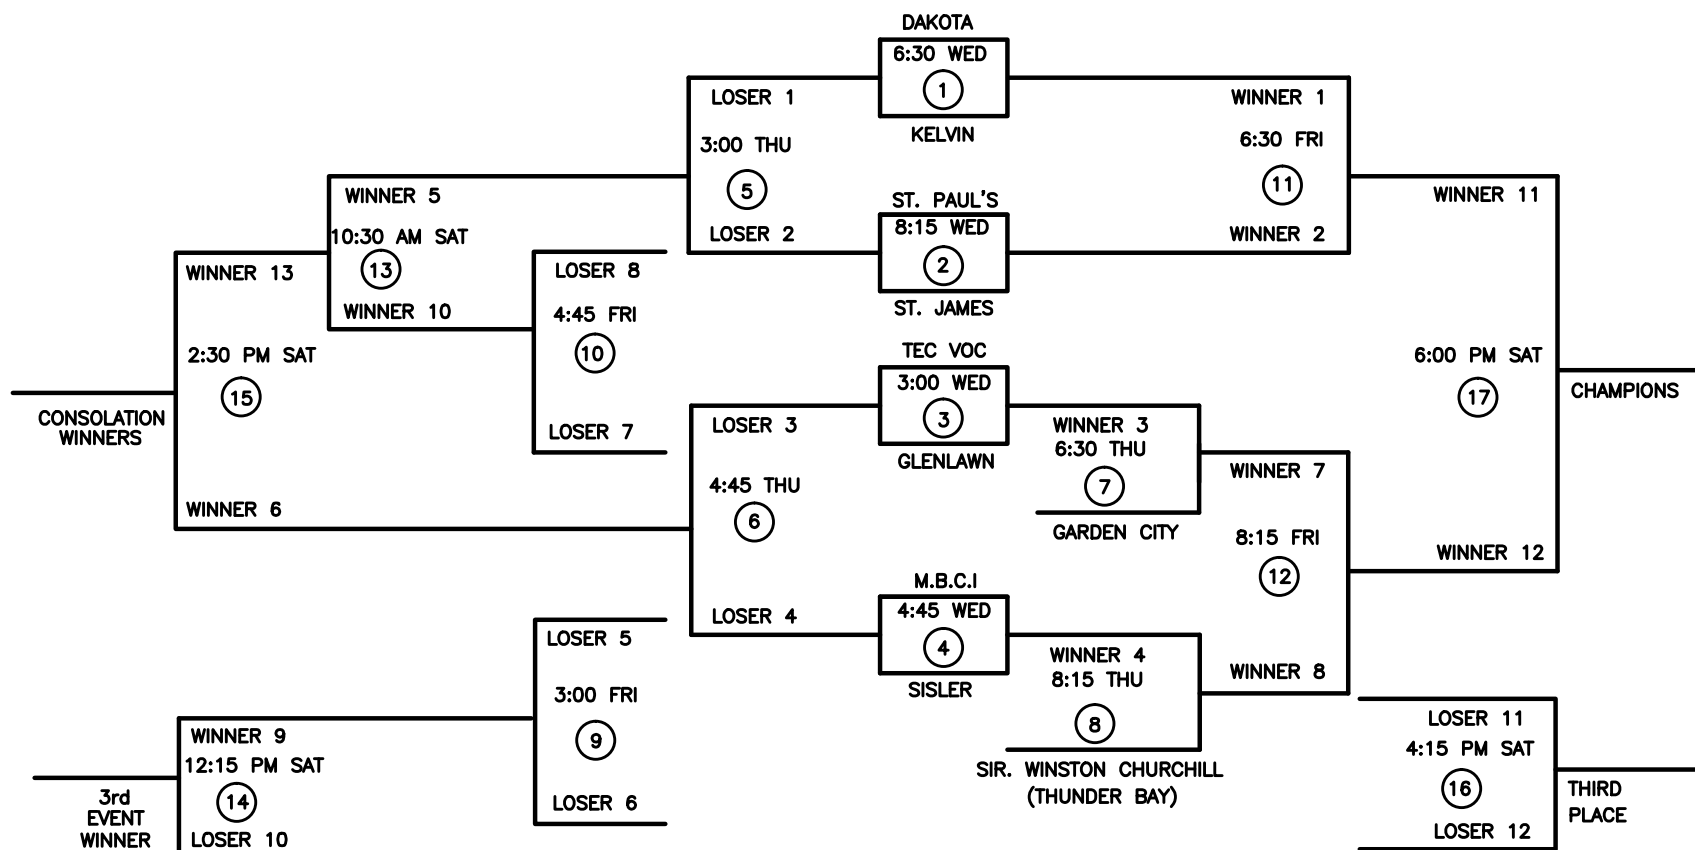 DAKOTA
6:30 WED
1
KELVIN
LOSER 1
3:00 THU
5
LOSER 2
WINNER 1
6:30 FRI
11
WINNER 2
ST. PAUL'S
8:15 WED
2
ST. JAMES
WINNER 5
10:30 AM SAT
13
WINNER 10
WINNER 11
6:00 PM SAT
17
WINNER 12
CHAMPIONS
LOSER 8
4:45 FRI
10
LOSER 7
WINNER 13
2:30 PM SAT
15
WINNER 6
CONSOLATION
WINNERS
TEC VOC
3:00 WED
3
GLENLAWN
LOSER 3
4:45 THU
6
LOSER 4
WINNER 3
6:30 THU
7
GARDEN CITY
WINNER 7
8:15 FRI
12
WINNER 8
M.B.C.I
4:45 WED
4
SISLER
WINNER 4
8:15 THU
8
SIR. WINSTON CHURCHILL
(THUNDER BAY)
LOSER 5
3:00 FRI
9
LOSER 6
WINNER 9
12:15 PM SAT
14
LOSER 10
3rd
EVENT
WINNER
LOSER 11
4:15 PM SAT
16
LOSER 12
THIRD
PLACE